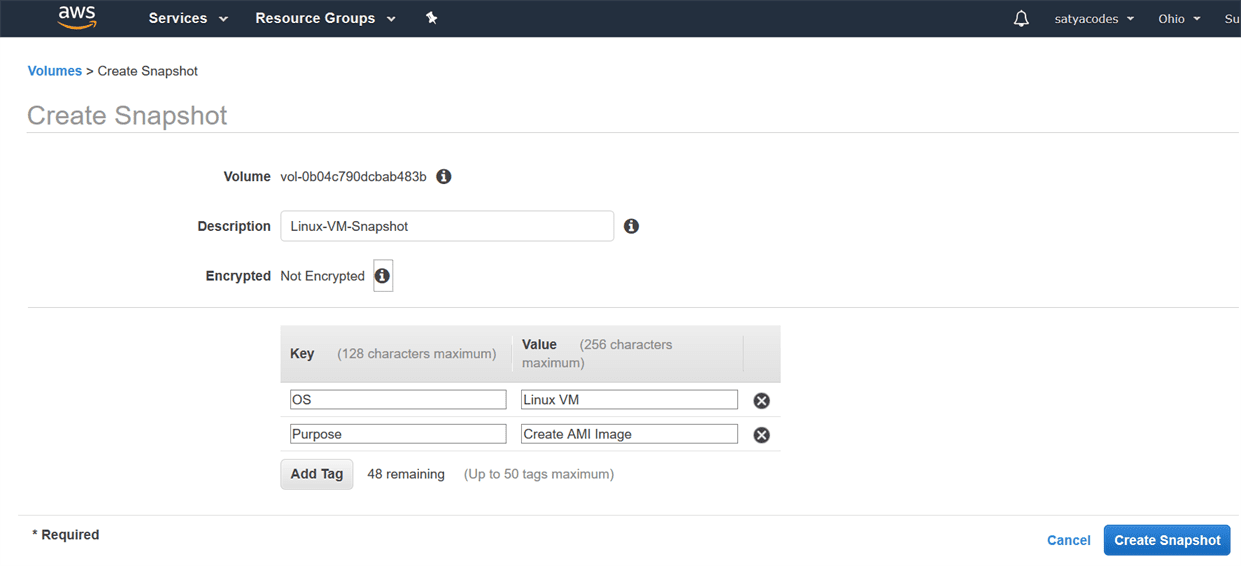 aws Services Resource Groups satyacodes Ohio Su
Volumes > Create Snapshot
Create Snapshot
Volume vol-0b04c790dcbab483b
Description Linux-VM-Snapshot
Encrypted Not Encrypted
Key (128 characters maximum) Value (256 characters
maximum)
OS Linux VM
Purpose Create AMI Image
Add Tag 48 remaining (Up to 50 tags maximum)
* Required
Cancel Create Snapshot